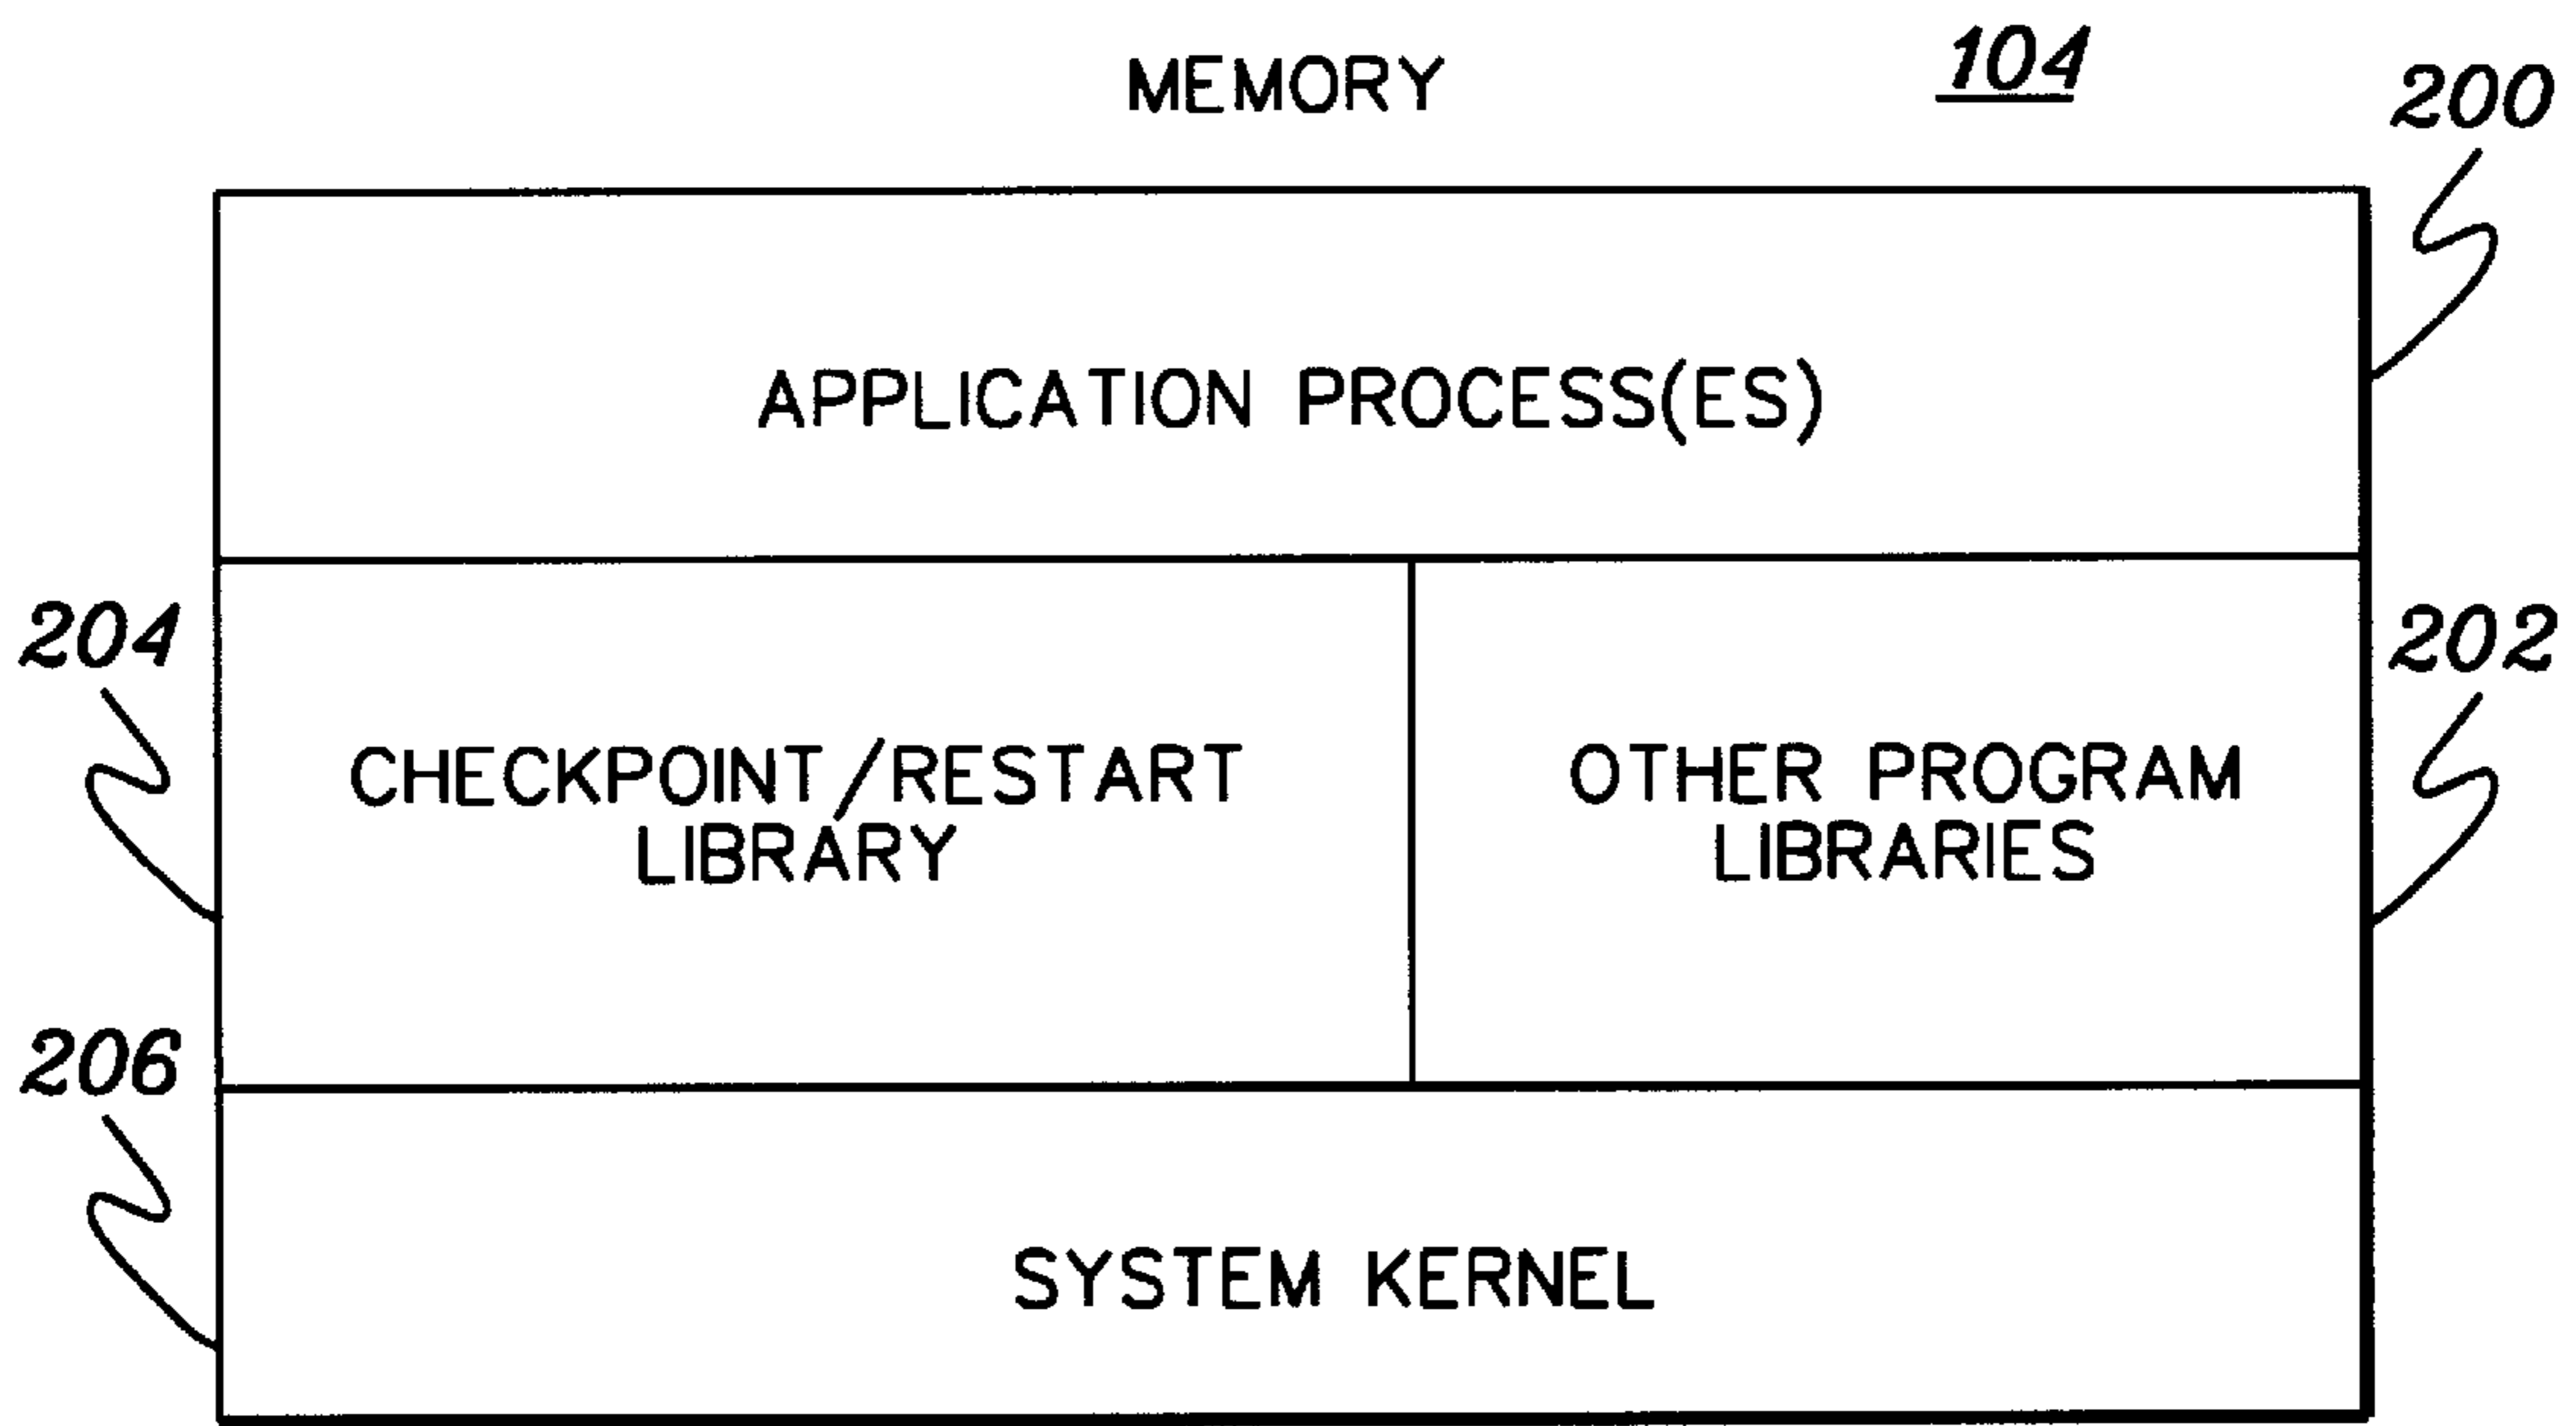 MEMORY
104
200
APPLICATION PROCESS(ES)
204
202
CHECKPOINT/RESTART
LIBRARY
OTHER PROGRAM
LIBRARIES
206
SYSTEM KERNEL